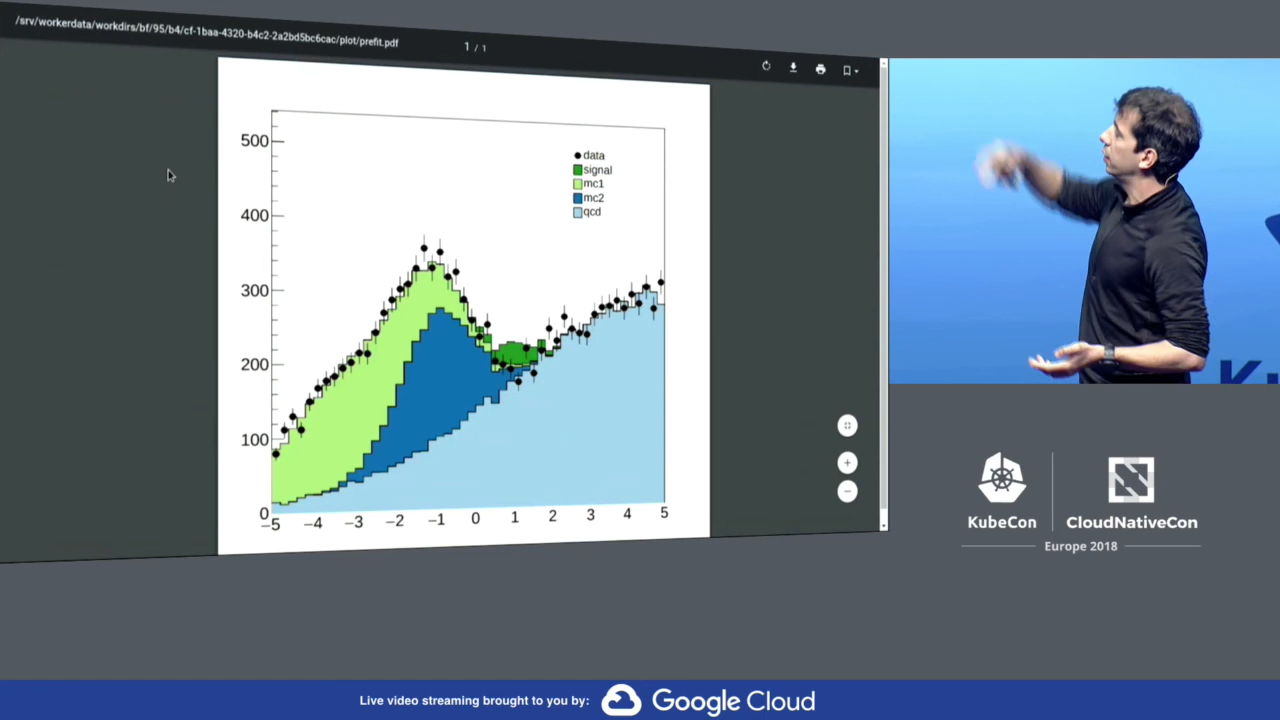 /srv/workerdata/workdirs/bf/95/b4/cf-1baa-4320-b4c2-2a2bd5bc6cac/plot/prefit.pdf
1 / 1
500
400
300
200
100
0
data
signal
mc1
mc2
qcd
−5 −4 −3 −2 −1 0 1 2 3 4 5
KubeCon
CloudNativeCon
Europe 2018
Live video streaming brought to you by: Google Cloud